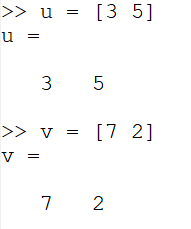 >> u = [3 5]
u =
3 5
>> v = [7 2]
v =
7 2